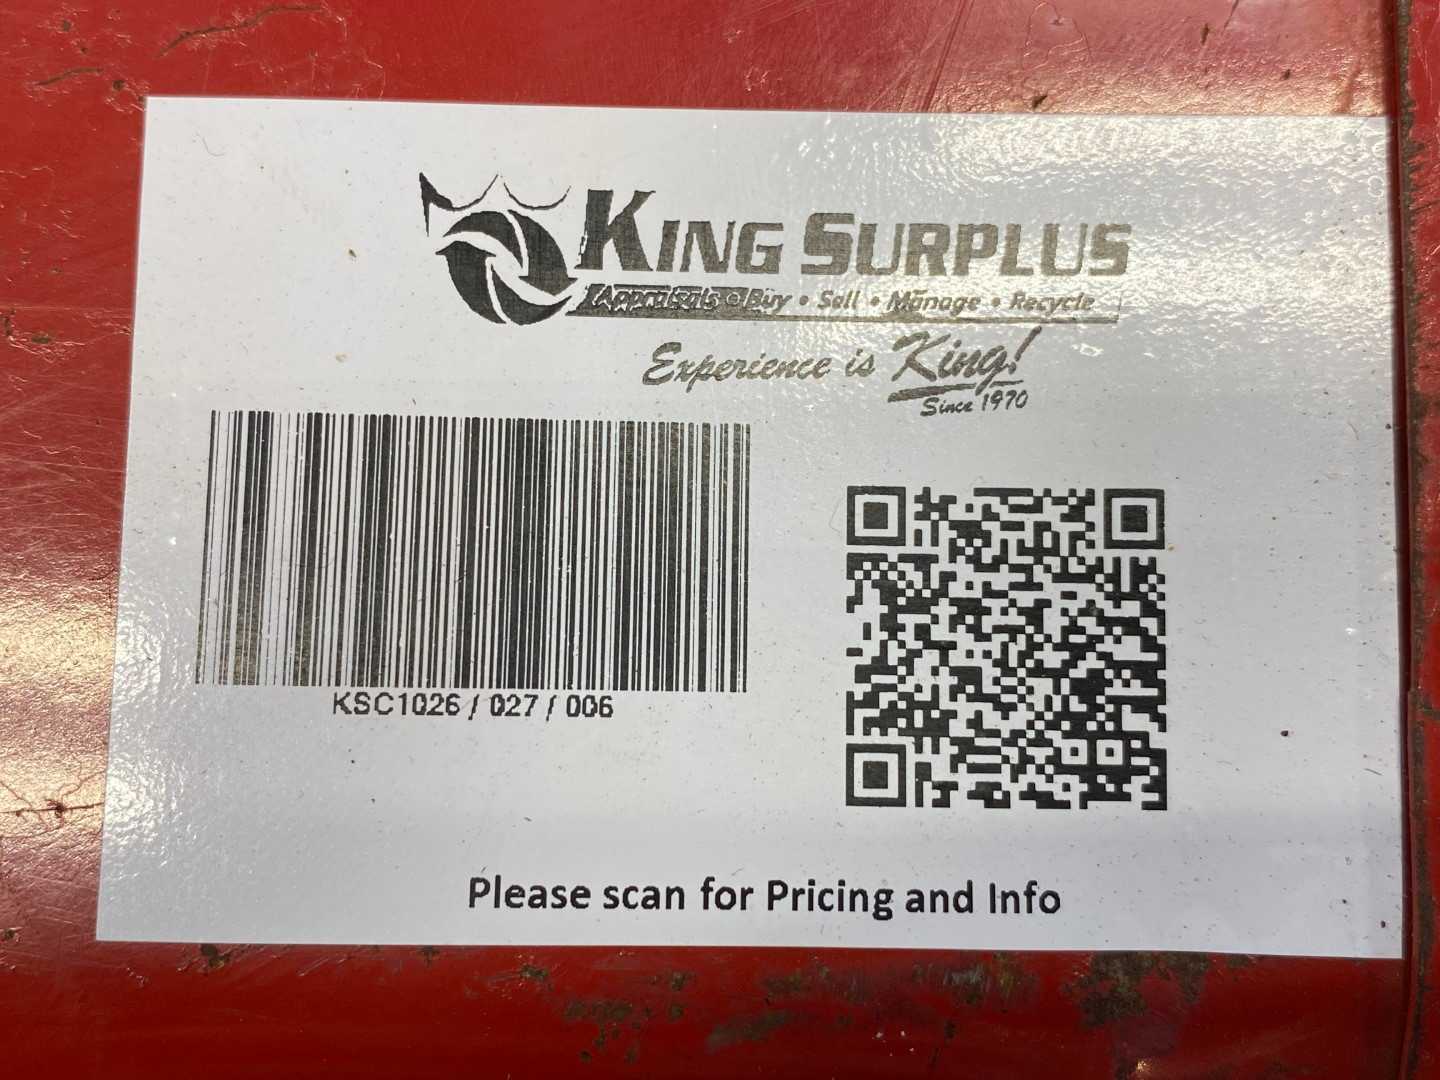 KING SURPLUS
Appraisals • Buy • Sell • Manage • Recycle
Experience is King!
Since 1970
KSC1026 / 027 / 006
Please scan for Pricing and Info